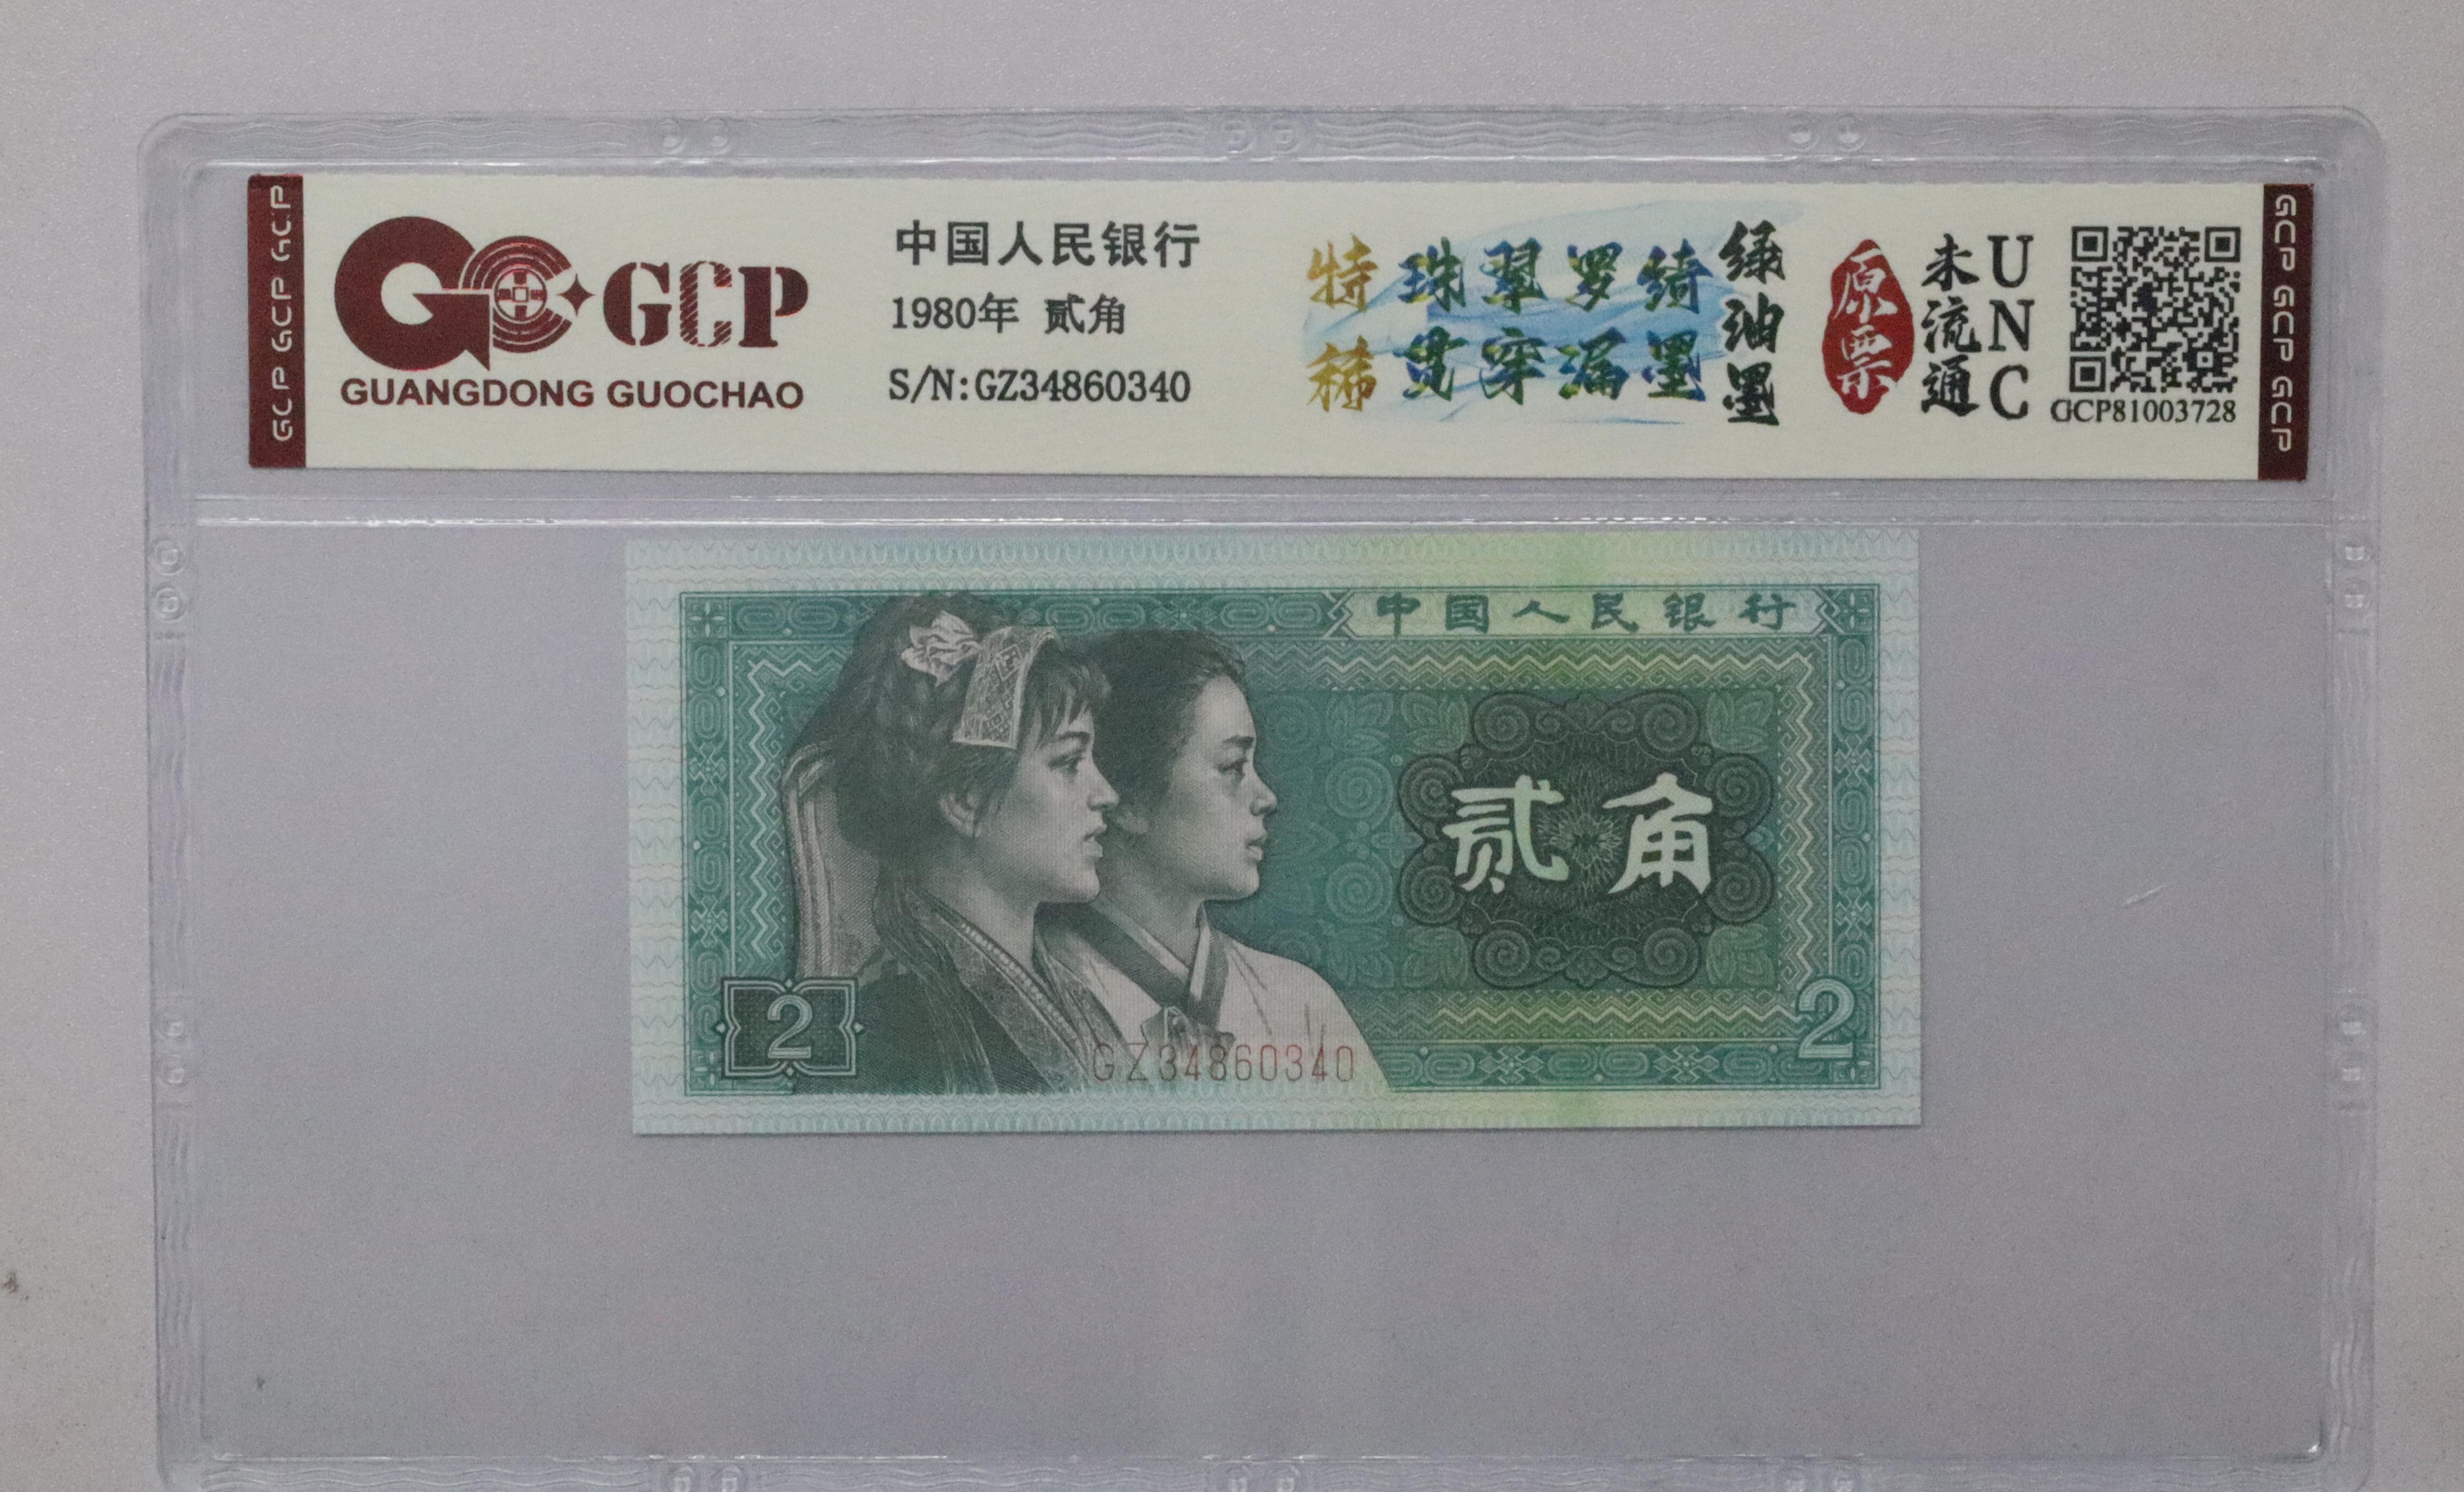 GCP GCP GCP
GCP
GUANGDONG GUOCHAO
中国人民银行
1980年 贰角
S/N:GZ34860340
特稀
珠翠罗绮
贯穿漏墨
绿油墨
原票
未流通
UNC
GCP81003728
GCP GCP GCP
中国人民银行
贰角
2
GZ34860340
2